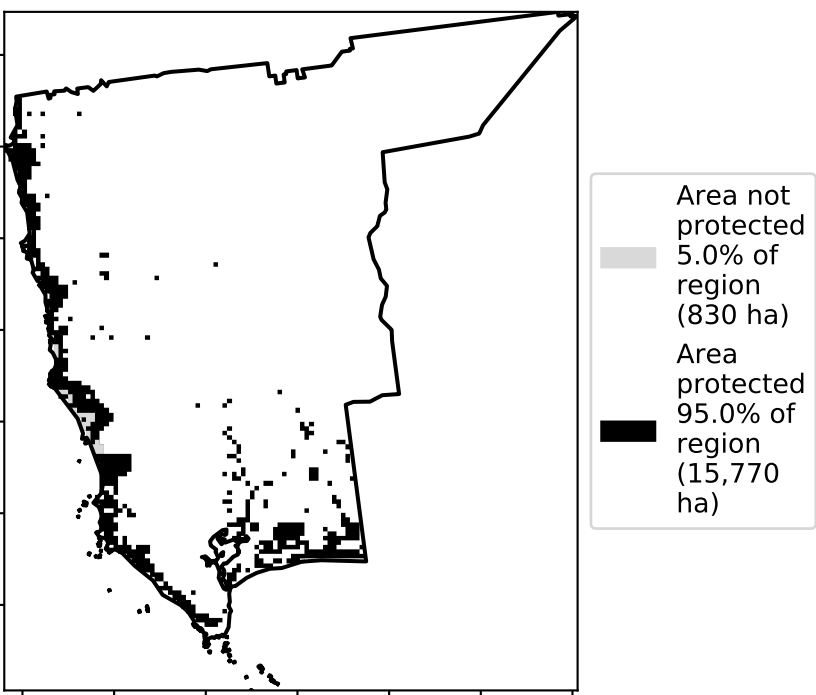 Area not
protected
5.0% of
region
(830 ha)
Area
protected
95.0% of
region
(15,770
ha)